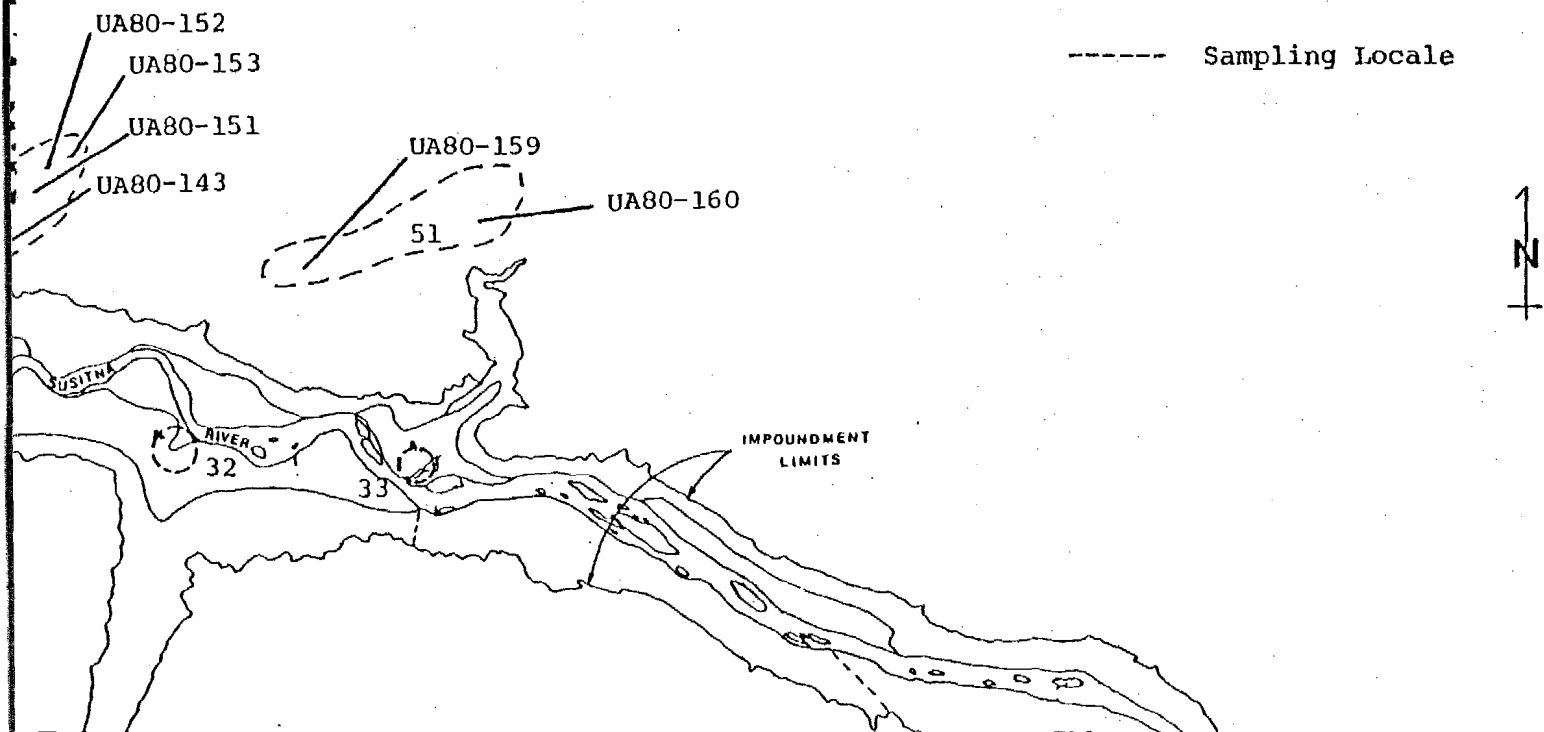 UA80-152
UA80-153
UA80-151
UA80-143
UA80-159
UA80-160
51
----- Sampling Locale
N
SUSITNA
RIVER
32
33
IMPOUNDMENT
LIMITS